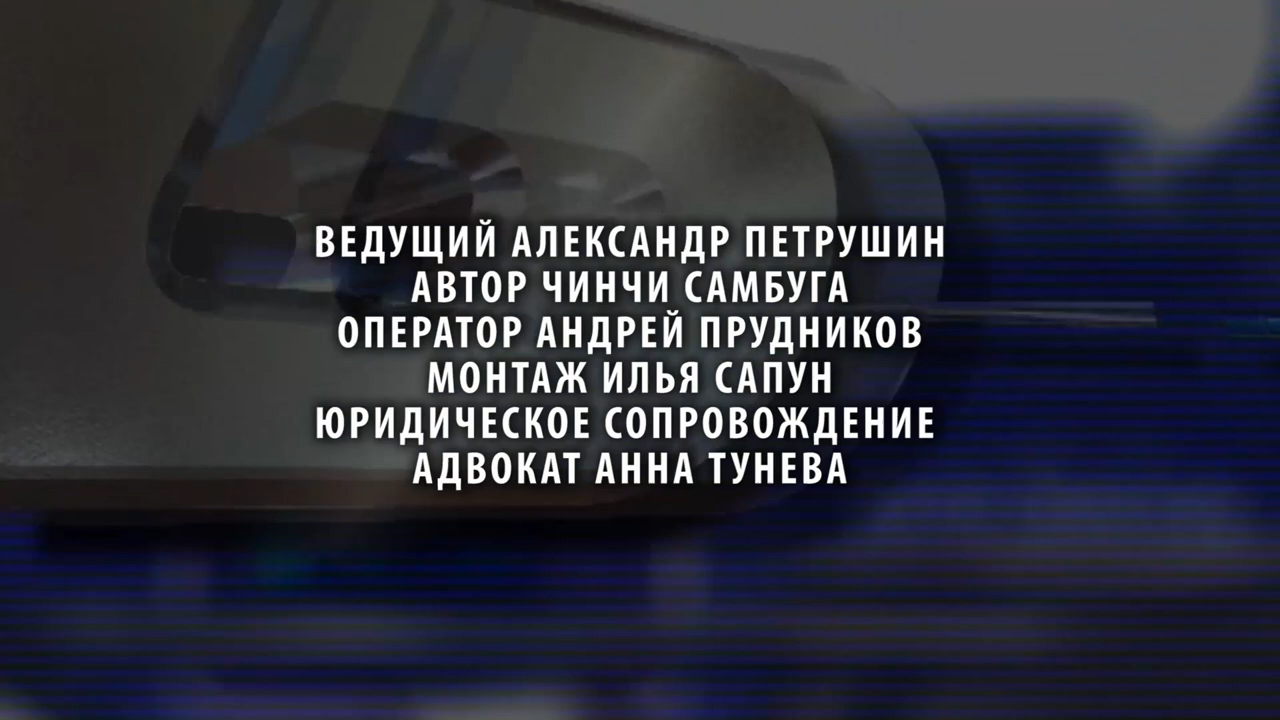 ВЕДУЩИЙ АЛЕКСАНДР ПЕТРУШИН
АВТОР ЧИНЧИ САМБУГА
ОПЕРАТОР АНДРЕЙ ПРУДНИКОВ
МОНТАЖ ИЛЬЯ САПУН
ЮРИДИЧЕСКОЕ СОПРОВОЖДЕНИЕ
АДВОКАТ АННА ТУНЕВА